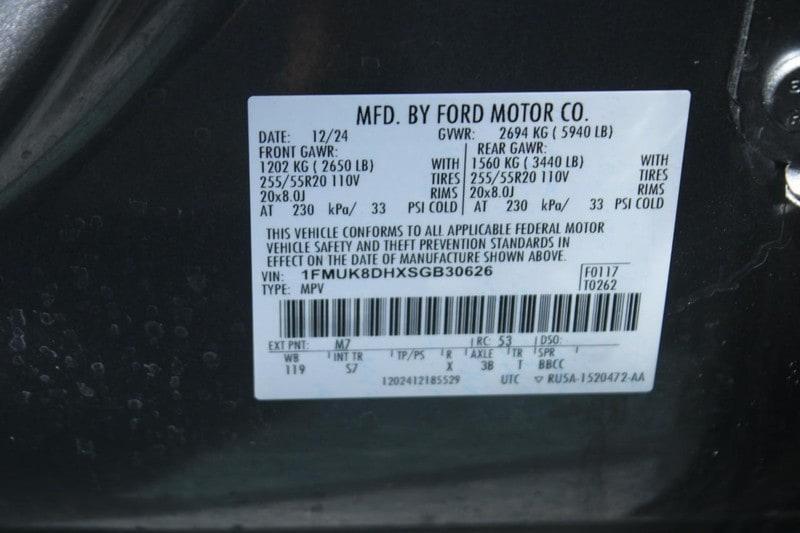 MFD. BY FORD MOTOR CO.
DATE: 12/24 GVWR: 2694 KG ( 5940 LB)
FRONT GAWR: REAR GAWR:
1202 KG ( 2650 LB) WITH 1560 KG ( 3440 LB) WITH
255/55R20 110V TIRES 255/55R20 110V TIRES
20x8.0J RIMS 20x8.0J RIMS
AT 230 kPa/ 33 PSI COLD AT 230 kPa/ 33 PSI COLD
THIS VEHICLE CONFORMS TO ALL APPLICABLE FEDERAL MOTOR
VEHICLE SAFETY AND THEFT PREVENTION STANDARDS IN
EFFECT ON THE DATE OF MANUFACTURE SHOWN ABOVE.
VIN: 1FMUK8DHXSGB30626 F0117
TYPE: MPV T0262
EXT PNT: M7 RC: 53 DSO:
WB INT TR TP/PS R AXLE TR SPR
119 S7 X 3B T BBCC
1202412185529 UTC ▽ RU5A-1520472-AA